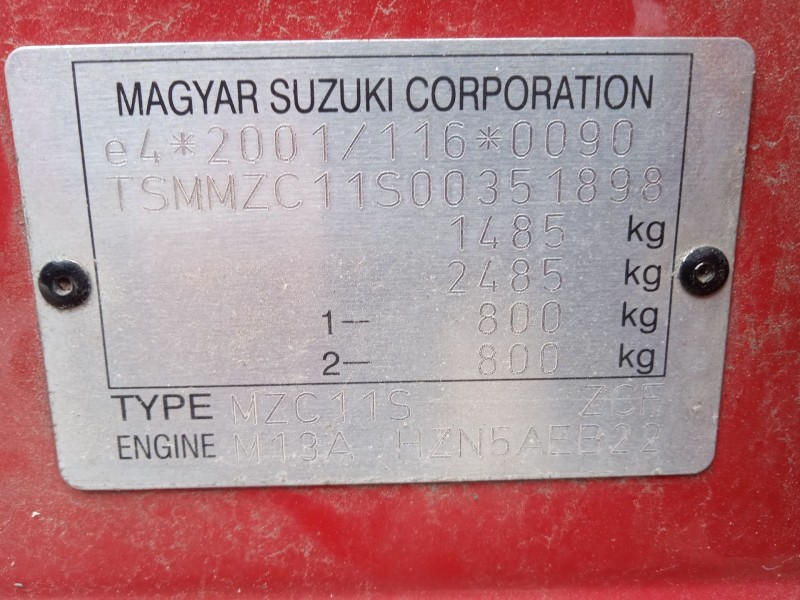 MAGYAR SUZUKI CORPORATION
e4*2001/116*0090
TSMMZC11S00351898
1485 kg
2485 kg
1- 800 kg
2- 800 kg
TYPE MZC11S ZCF
ENGINE M13A HZN5AEB22